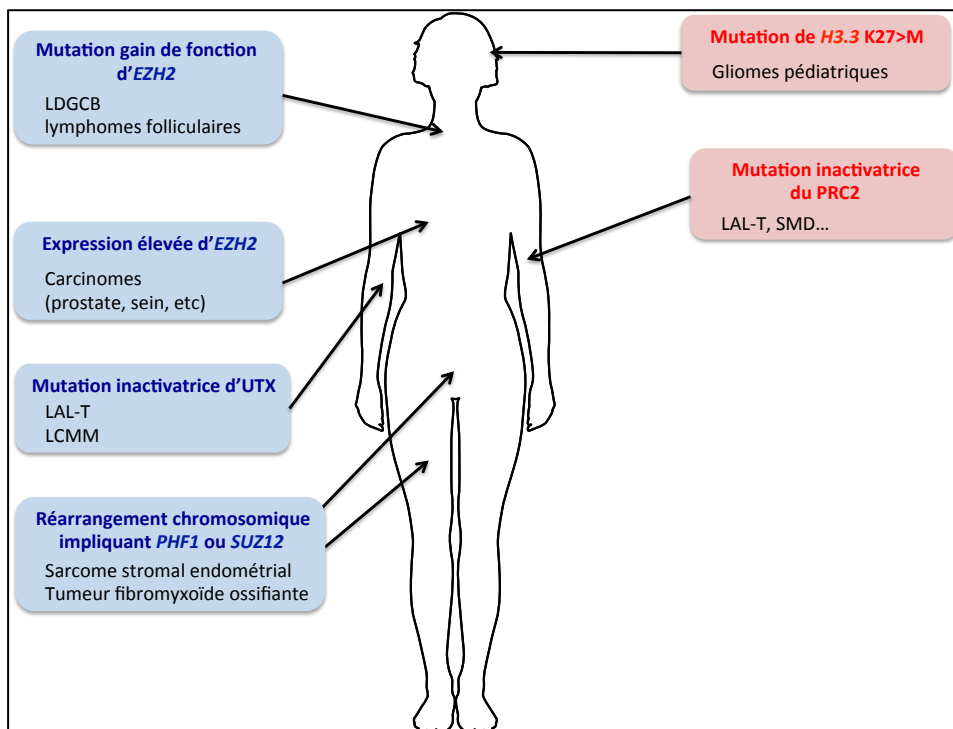 Mutation gain de fonction
d’EZH2
LDGCB
lymphomes folliculaires
Expression élevée d’EZH2
Carcinomes
(prostate, sein, etc)
Mutation inactivatrice d’UTX
LAL-T
LCMM
Réarrangement chromosomique
impliquant PHF1 ou SUZ12
Sarcome stromal endométrial
Tumeur fibromyxoïde ossifiante
Mutation de H3.3 K27>M
Gliomes pédiatriques
Mutation inactivatrice
du PRC2
LAL-T, SMD...